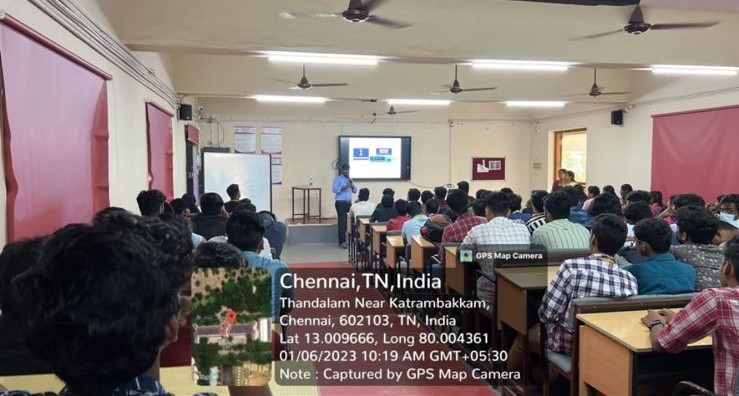 GPS Map Camera
Chennai,TN,India
Thandalam Near Katrambakkam,
Chennai, 602103, TN, India
Lat 13.009666, Long 80.004361
01/06/2023 10:19 AM GMT+05:30
Note : Captured by GPS Map Camera